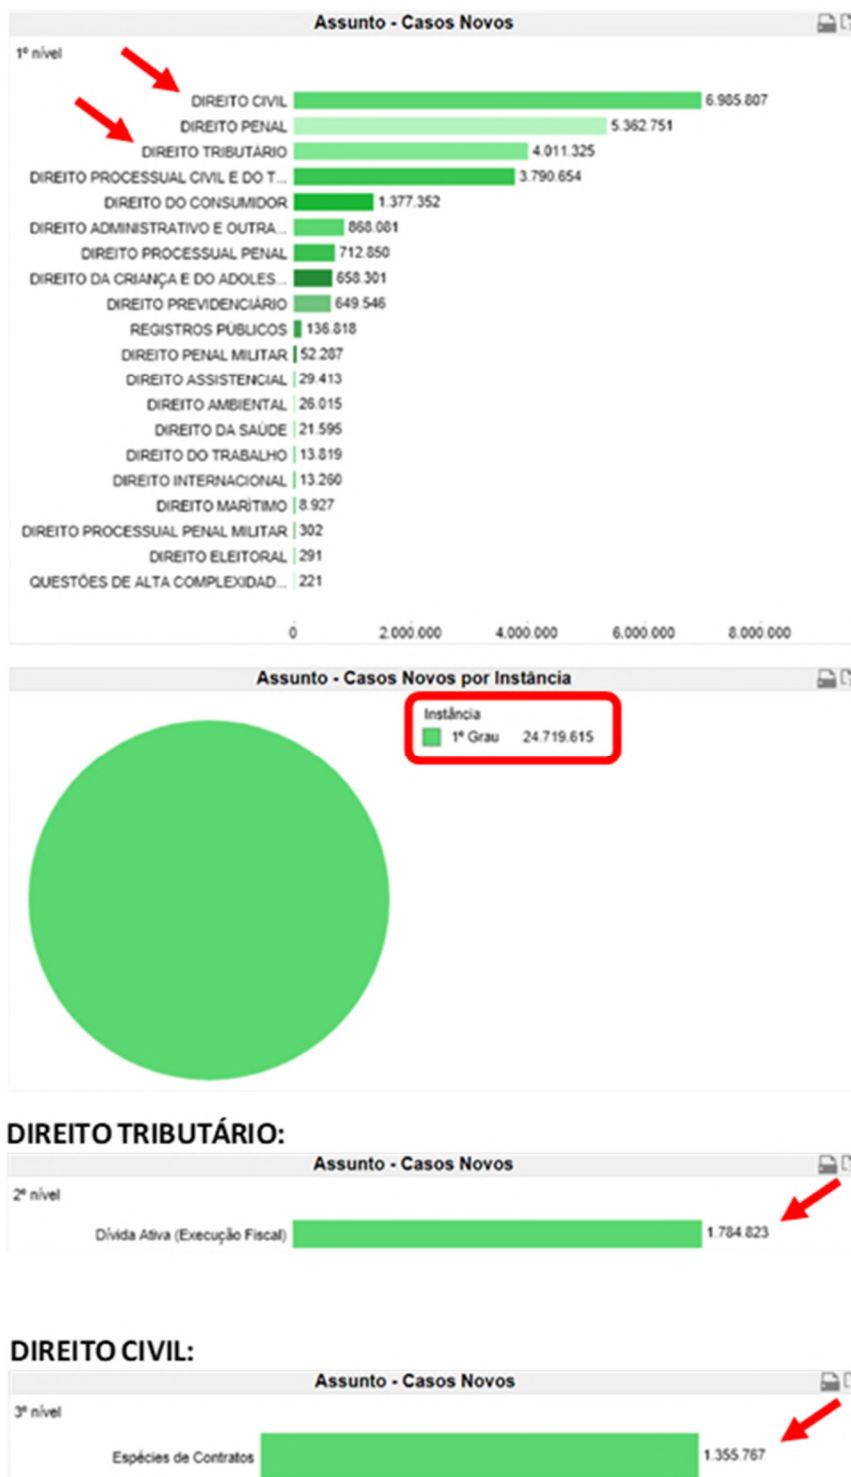 Assunto - Casos Novos
1º nível
DIREITO CIVIL 6.985.807
DIREITO PENAL 5.362.751
DIREITO TRIBUTÁRIO 4.011.325
DIREITO PROCESSUAL CIVIL E DO T... 3.790.654
DIREITO DO CONSUMIDOR 1.377.352
DIREITO ADMINISTRATIVO E OUTRA... 868.081
DIREITO PROCESSUAL PENAL 712.850
DIREITO DA CRIANÇA E DO ADOLES... 658.301
DIREITO PREVIDENCIÁRIO 649.546
REGISTROS PÚBLICOS 136.818
DIREITO PENAL MILITAR 52.287
DIREITO ASSISTENCIAL 29.413
DIREITO AMBIENTAL 26.015
DIREITO DA SAÚDE 21.595
DIREITO DO TRABALHO 13.819
DIREITO INTERNACIONAL 13.260
DIREITO MARÍTIMO 8.927
DIREITO PROCESSUAL PENAL MILITAR 302
DIREITO ELEITORAL 291
QUESTÕES DE ALTA COMPLEXIDAD... 221
0 2.000.000 4.000.000 6.000.000 8.000.000
Assunto - Casos Novos por Instância
Instância
1º Grau 24.719.615
DIREITO TRIBUTÁRIO:
Assunto - Casos Novos
2º nível
Dívida Ativa (Execução Fiscal) 1.784.823
DIREITO CIVIL:
Assunto - Casos Novos
3º nível
Espécies de Contratos 1.355.767